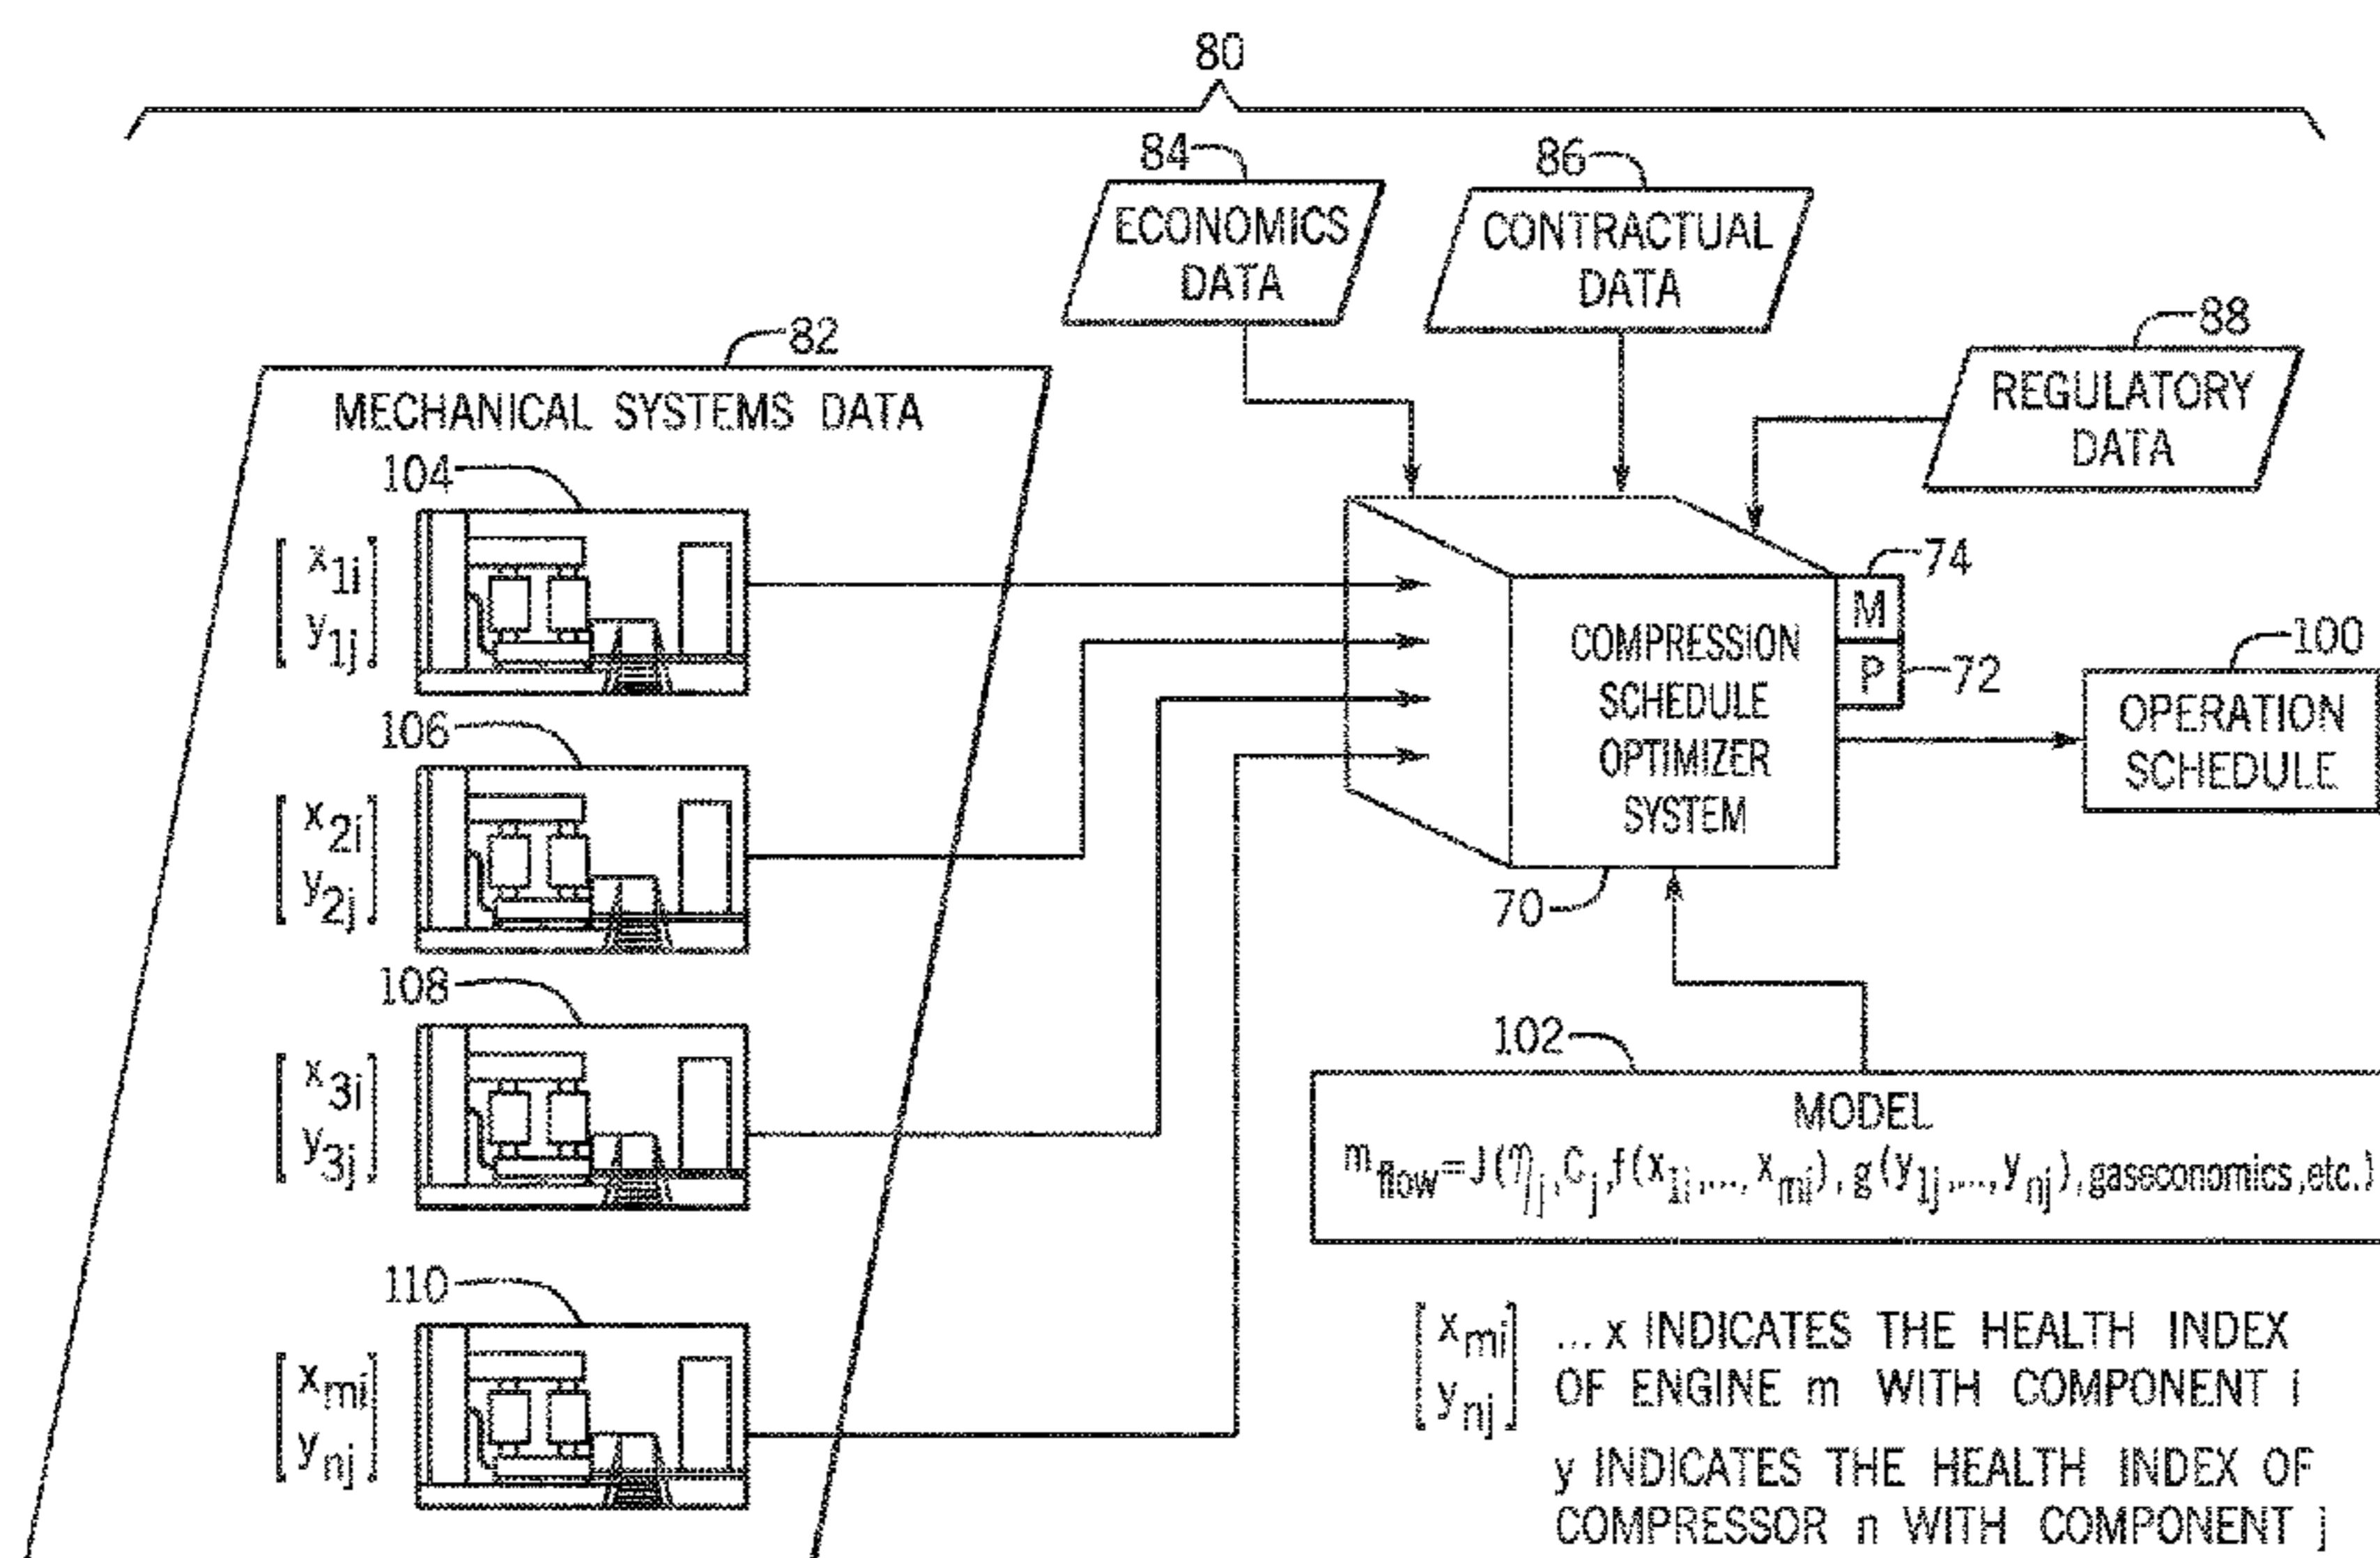 80
84
ECONOMICS
DATA
86
CONTRACTUAL
DATA
88
REGULATORY
DATA
82
MECHANICAL SYSTEMS DATA
104
x1i
y1j
106
x2i
y2j
108
x3i
y3j
110
xmi
ynj
COMPRESSION
SCHEDULE
OPTIMIZER
SYSTEM
70
74
M
P
72
100
OPERATION
SCHEDULE
102
MODEL
mflow=J(ηj,Cj,f(x1i,...,xmi),g(y1j,...,ynj),gaseconomics,etc.)
xmi ... x INDICATES THE HEALTH INDEX
ynj OF ENGINE m WITH COMPONENT i
y INDICATES THE HEALTH INDEX OF
COMPRESSOR n WITH COMPONENT j